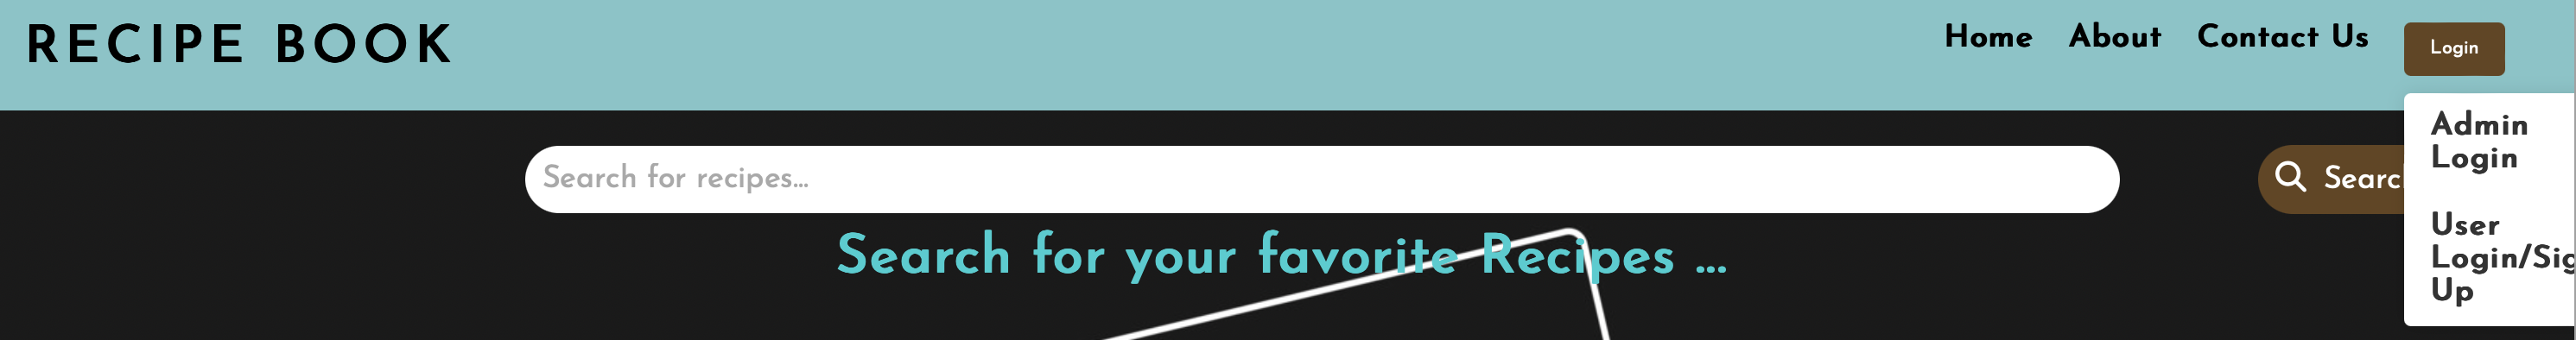 RECIPE BOOK
Home About Contact Us Login
Admin
Login
Search for recipes...
User
Login/Sig
Up
Search for your favorite Recipes ...